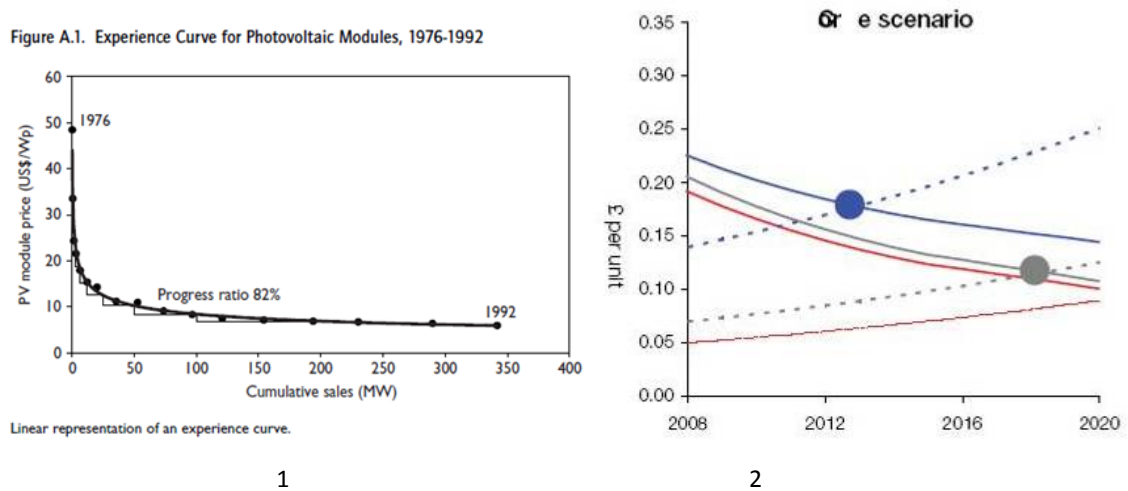 Figure A.1. Experience Curve for Photovoltaic Modules, 1976-1992
60
50
40
30
20
10
0
PV module price (US$/Wp)
1976
Progress ratio 82%
1992
0 50 100 150 200 250 300 350 400
Cumulative sales (MW)
Linear representation of an experience curve.
1
e scenario
0.35
0.30
0.25
0.20
0.15
0.10
0.05
0.00
£ per unit
2008 2012 2016 2020
2